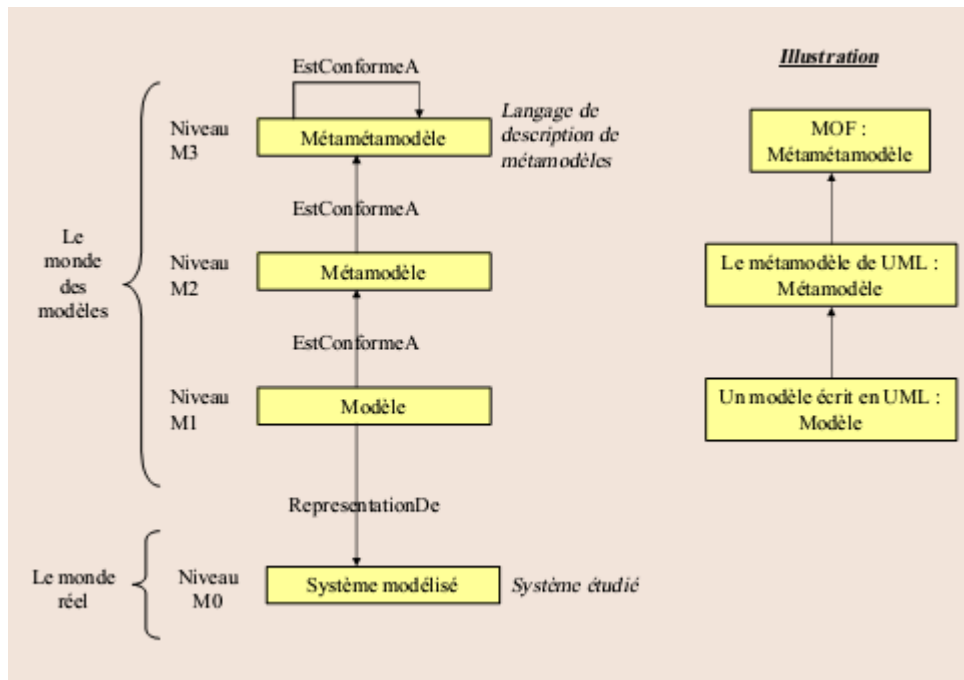 EstConformeA
Illustration
Niveau
M3
Métamétamodèle
Langage de
description de
métamodèles
MOF :
Métamétamodèle
EstConformeA
Le
monde
des
modèles
Niveau
M2
Métamodèle
Le métamodèle de UML :
Métamodèle
EstConformeA
Niveau
M1
Modèle
Un modèle écrit en UML :
Modèle
RepresentationDe
Le monde
réel
Niveau
M0
Système modélisé
Système étudié